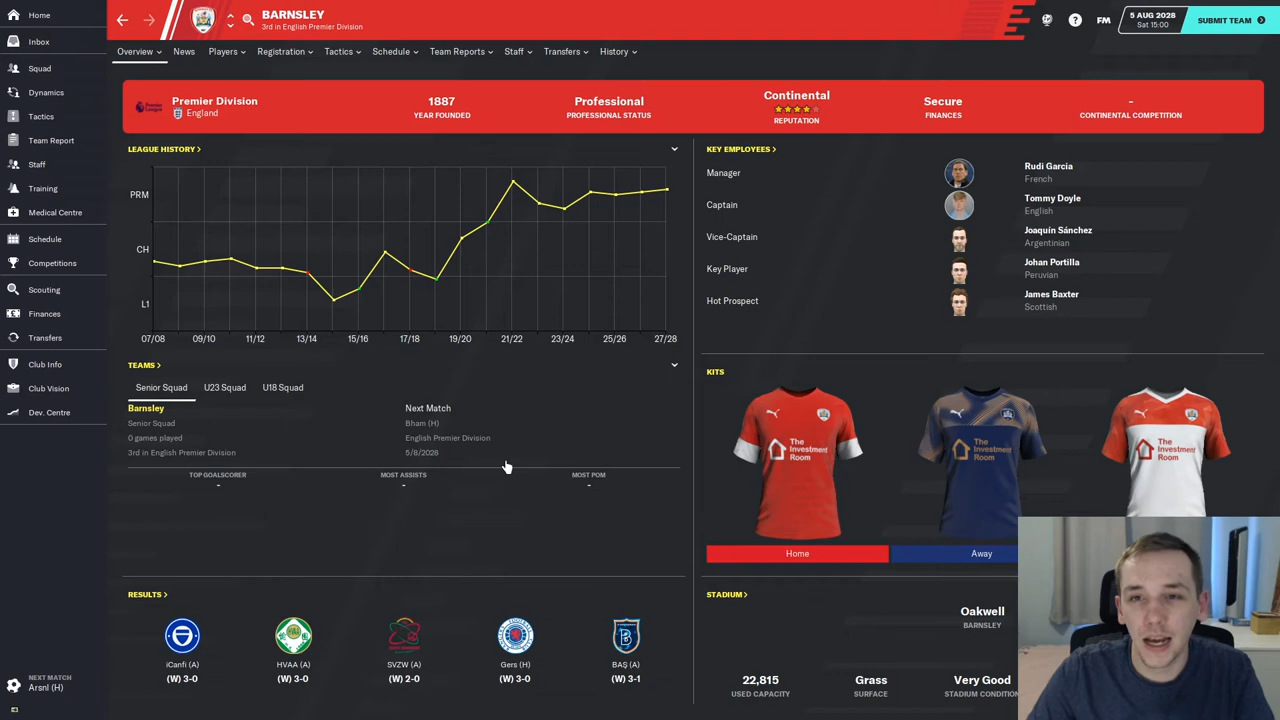 Home
Inbox
Squad
Dynamics
Tactics
Team Report
Staff
Training
Medical Centre
Schedule
Competitions
Scouting
Finances
Transfers
Club Info
Club Vision
Dev. Centre
NEXT MATCH
Arsnl (H)
BARNSLEY
3rd in English Premier Division
FM
5 AUG 2028
Sat 15:00
SUBMIT TEAM
Overview
News
Players
Registration
Tactics
Schedule
Team Reports
Staff
Transfers
History
Premier Division
England
1887
YEAR FOUNDED
Professional
PROFESSIONAL STATUS
Continental
REPUTATION
Secure
FINANCES
-
CONTINENTAL COMPETITION
LEAGUE HISTORY >
PRM
CH
L1
07/08 09/10 11/12 13/14 15/16 17/18 19/20 21/22 23/24 25/26 27/28
TEAMS >
Senior Squad U23 Squad U18 Squad
Barnsley
Senior Squad
0 games played
3rd in English Premier Division
Next Match
Bham (H)
English Premier Division
5/8/2028
TOP GOALSCORER
-
MOST ASSISTS
-
MOST POM
-
RESULTS >
iCanfi (A)
(W) 3-0
HVAA (A)
(W) 3-0
SVZW (A)
(W) 2-0
Gers (H)
(W) 3-0
BAŞ (A)
(W) 3-1
KEY EMPLOYEES >
Manager
Rudi Garcia
French
Captain
Tommy Doyle
English
Vice-Captain
Joaquín Sánchez
Argentinian
Key Player
Johan Portilla
Peruvian
Hot Prospect
James Baxter
Scottish
KITS
The
Investment
Room
The
Investment
Room
The
Investment
Room
Home
Away
STADIUM >
Oakwell
BARNSLEY
22,815
USED CAPACITY
Grass
SURFACE
Very Good
STADIUM CONDITION